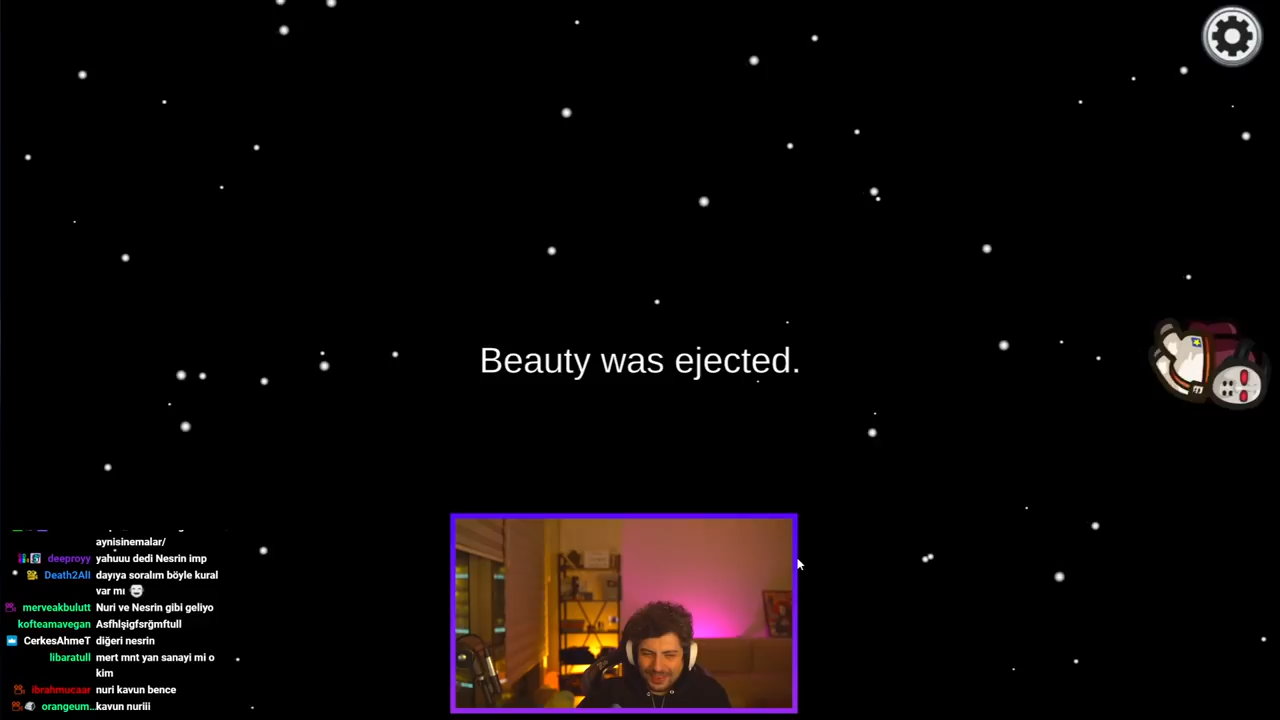 Beauty was ejected.
aynisinemalar/
deeproyy yahuuu dedi Nesrin imp
Death2All dayıya soralım böyle kural
var mı
merveakbulutt Nuri ve Nesrin gibi geliyo
kofteamavegan Asfhlşigfsrğmftull
CerkesAhmeT diğeri nesrin
libaratull mert mnt yan sanayi mi o
kim
ibrahmucaar nuri kavun bence
orangeum... kavun nuriii